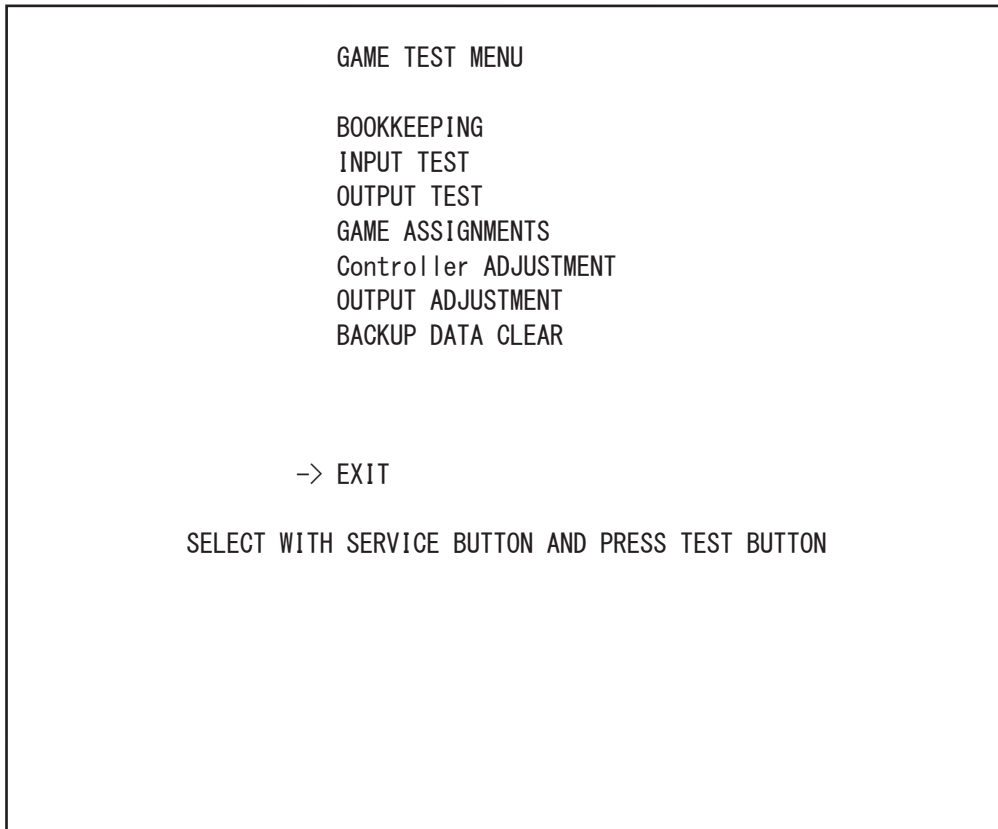 GAME TEST MENU
BOOKKEEPING
INPUT TEST
OUTPUT TEST
GAME ASSIGNMENTS
Controller ADJUSTMENT
OUTPUT ADJUSTMENT
BACKUP DATA CLEAR
-> EXIT
SELECT WITH SERVICE BUTTON AND PRESS TEST BUTTON